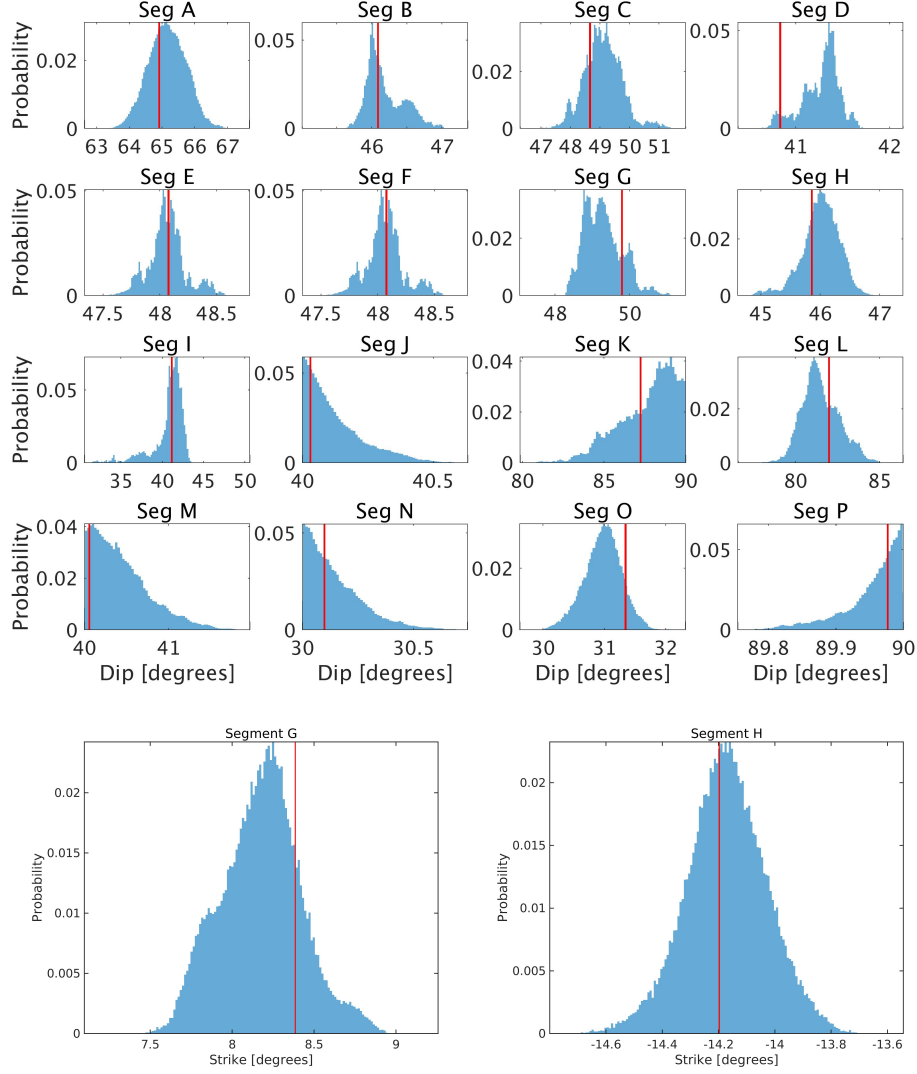 Seg A Seg B Seg C Seg D
Probability
0.02
0
63 64 65 66 67
0.05
0
46 47
0.02
0
47 48 49 50 51
0.05
0
41 42
Seg E Seg F Seg G Seg H
Probability
0.05
0
47.5 48 48.5
0.05
0
47.5 48 48.5
0.02
0
48 50
0.02
0
45 46 47
Seg I Seg J Seg K Seg L
Probability
0.05
0
35 40 45 50
0.05
0
40 40.5
0.04
0.02
0
80 85 90
0.02
0
80 85
Seg M Seg N Seg O Seg P
Probability
0.04
0.02
0
40 41
Dip [degrees]
0.05
0
30 30.5
Dip [degrees]
0.02
0
30 31 32
Dip [degrees]
0.05
0
89.8 89.9 90
Dip [degrees]
Segment G
Probability
0.02
0.015
0.01
0.005
0
7.5 8 8.5 9
Strike [degrees]
Segment H
Probability
0.02
0.015
0.01
0.005
0
-14.6 -14.4 -14.2 -14 -13.8 -13.6
Strike [degrees]